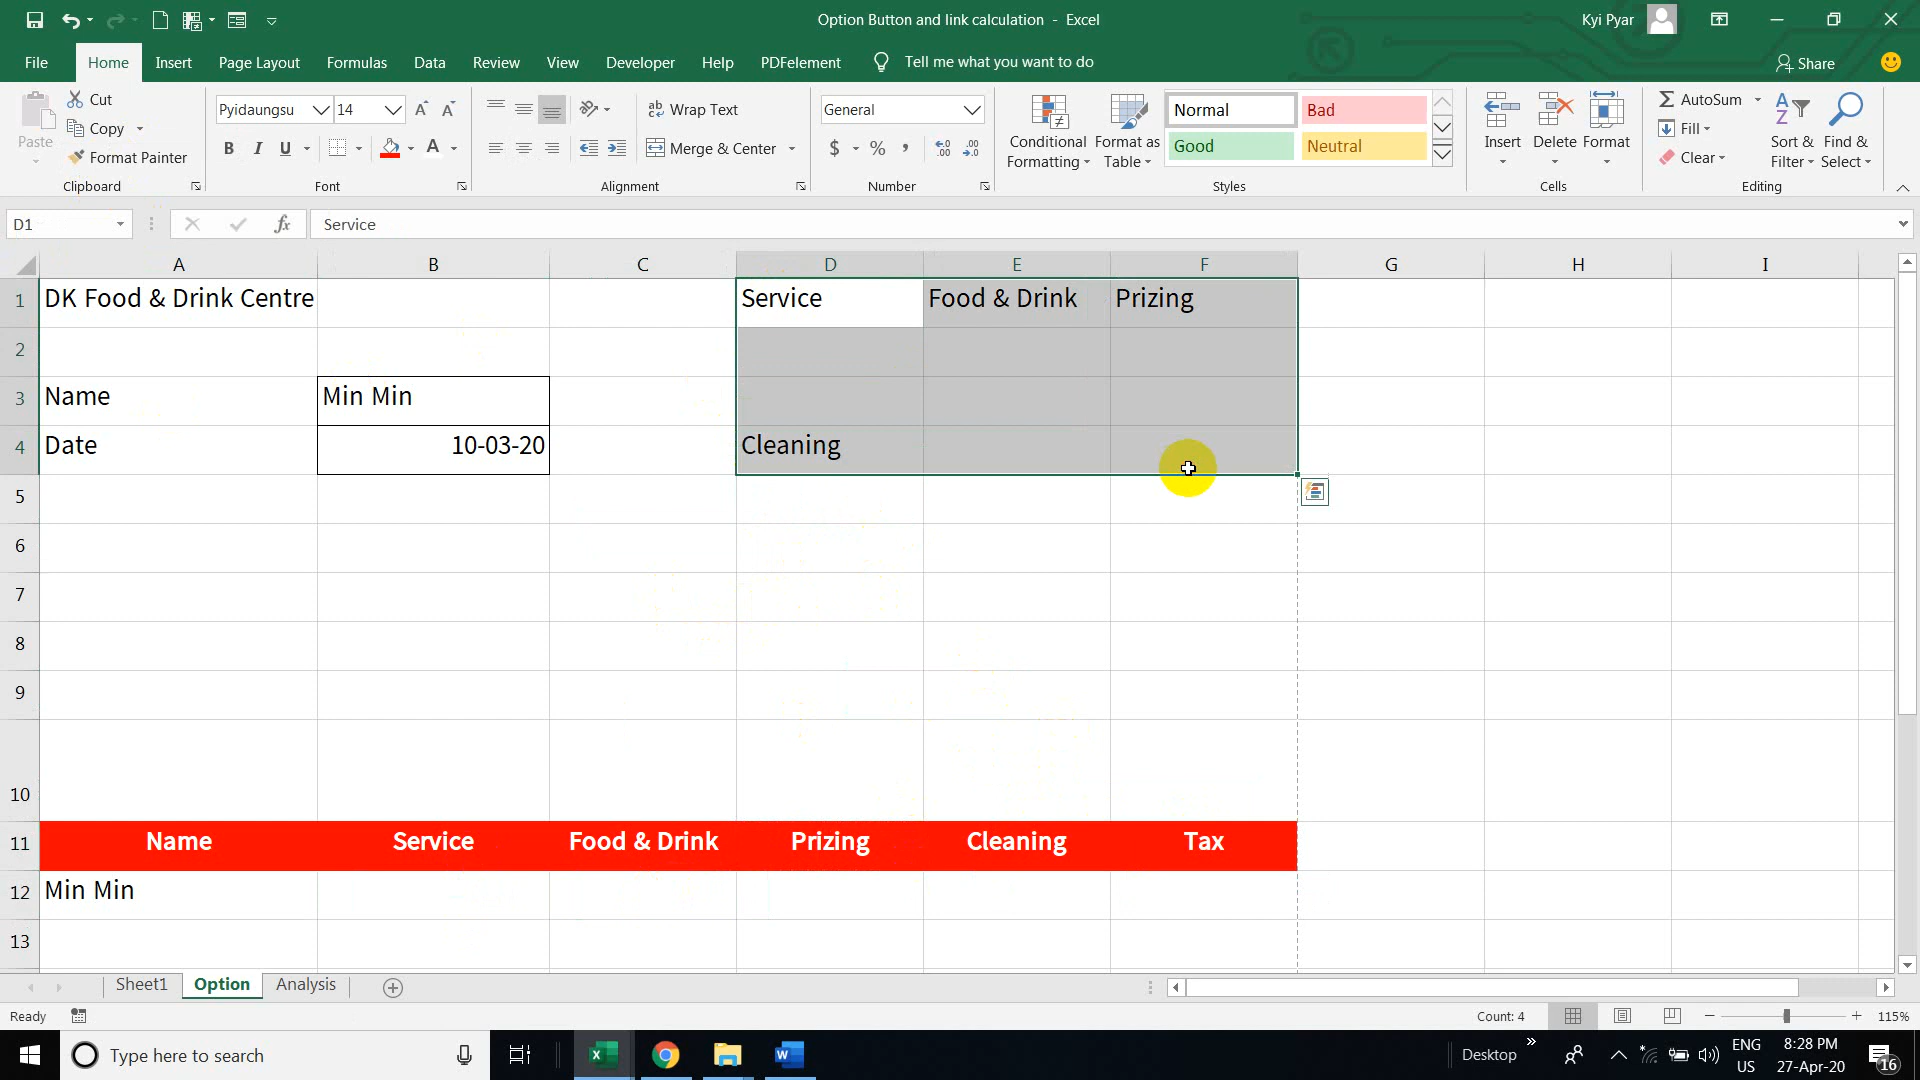 Option Button and link calculation - Excel
Kyi Pyar
File Home Insert Page Layout Formulas Data Review View Developer Help PDFelement Tell me what you want to do Share
Paste
Cut
Copy
Format Painter
Clipboard
Pyidaungsu 14
B I U
Font
Wrap Text
Merge & Center
Alignment
General
$ % ,
Number
Conditional Formatting
Format as Table
Normal Bad
Good Neutral
Styles
Insert Delete Format
Cells
AutoSum
Fill
Clear
Sort & Filter
Find & Select
Editing
D1 fx Service
A B C D E F G H I
1 DK Food & Drink Centre Service Food & Drink Prizing
2
3 Name Min Min
4 Date 10-03-20 Cleaning
5
6
7
8
9
10
11 Name Service Food & Drink Prizing Cleaning Tax
12 Min Min
13
Sheet1 Option Analysis
Ready Count: 4 115%
Type here to search
Desktop
ENG
US
8:28 PM
27-Apr-20
16